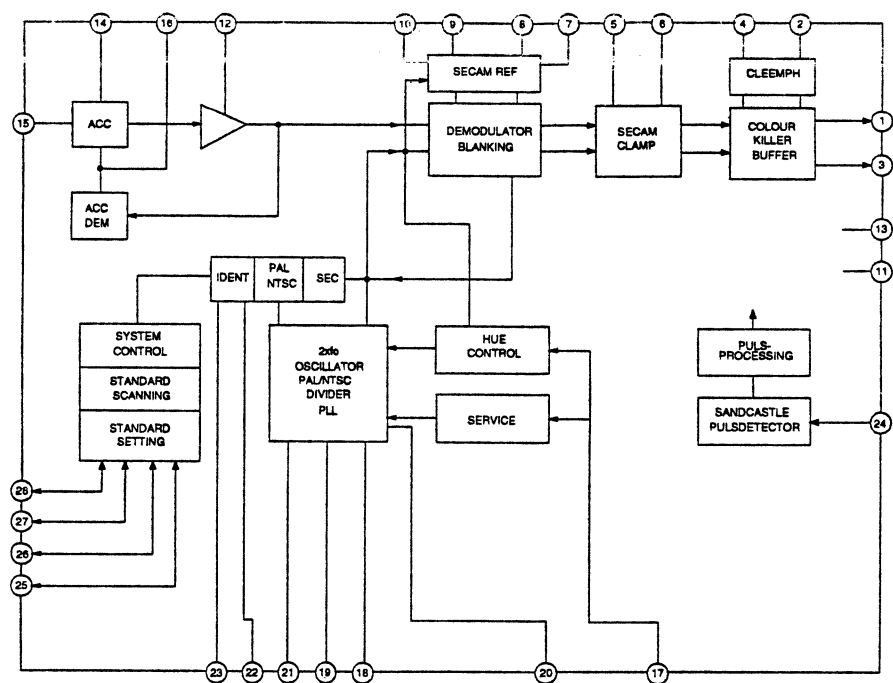 14 16 12 10 9 8 7 5 6 4 2
SECAM REF
CLEEMPH
15
ACC
DEMODULATOR
BLANKING
SECAM
CLAMP
COLOUR
KILLER
BUFFER
1
3
ACC
DEM
13
11
IDENT
PAL
NTSC
SEC
SYSTEM
CONTROL
STANDARD
SCANNING
STANDARD
SETTING
2xfo
OSCILLATOR
PAL/NTSC
DIVIDER
PLL
HUE
CONTROL
SERVICE
PULS-
PROCESSING
SANDCASTLE
PULSDETECTOR
24
28
27
26
25
23 22 21 19 18 20 17